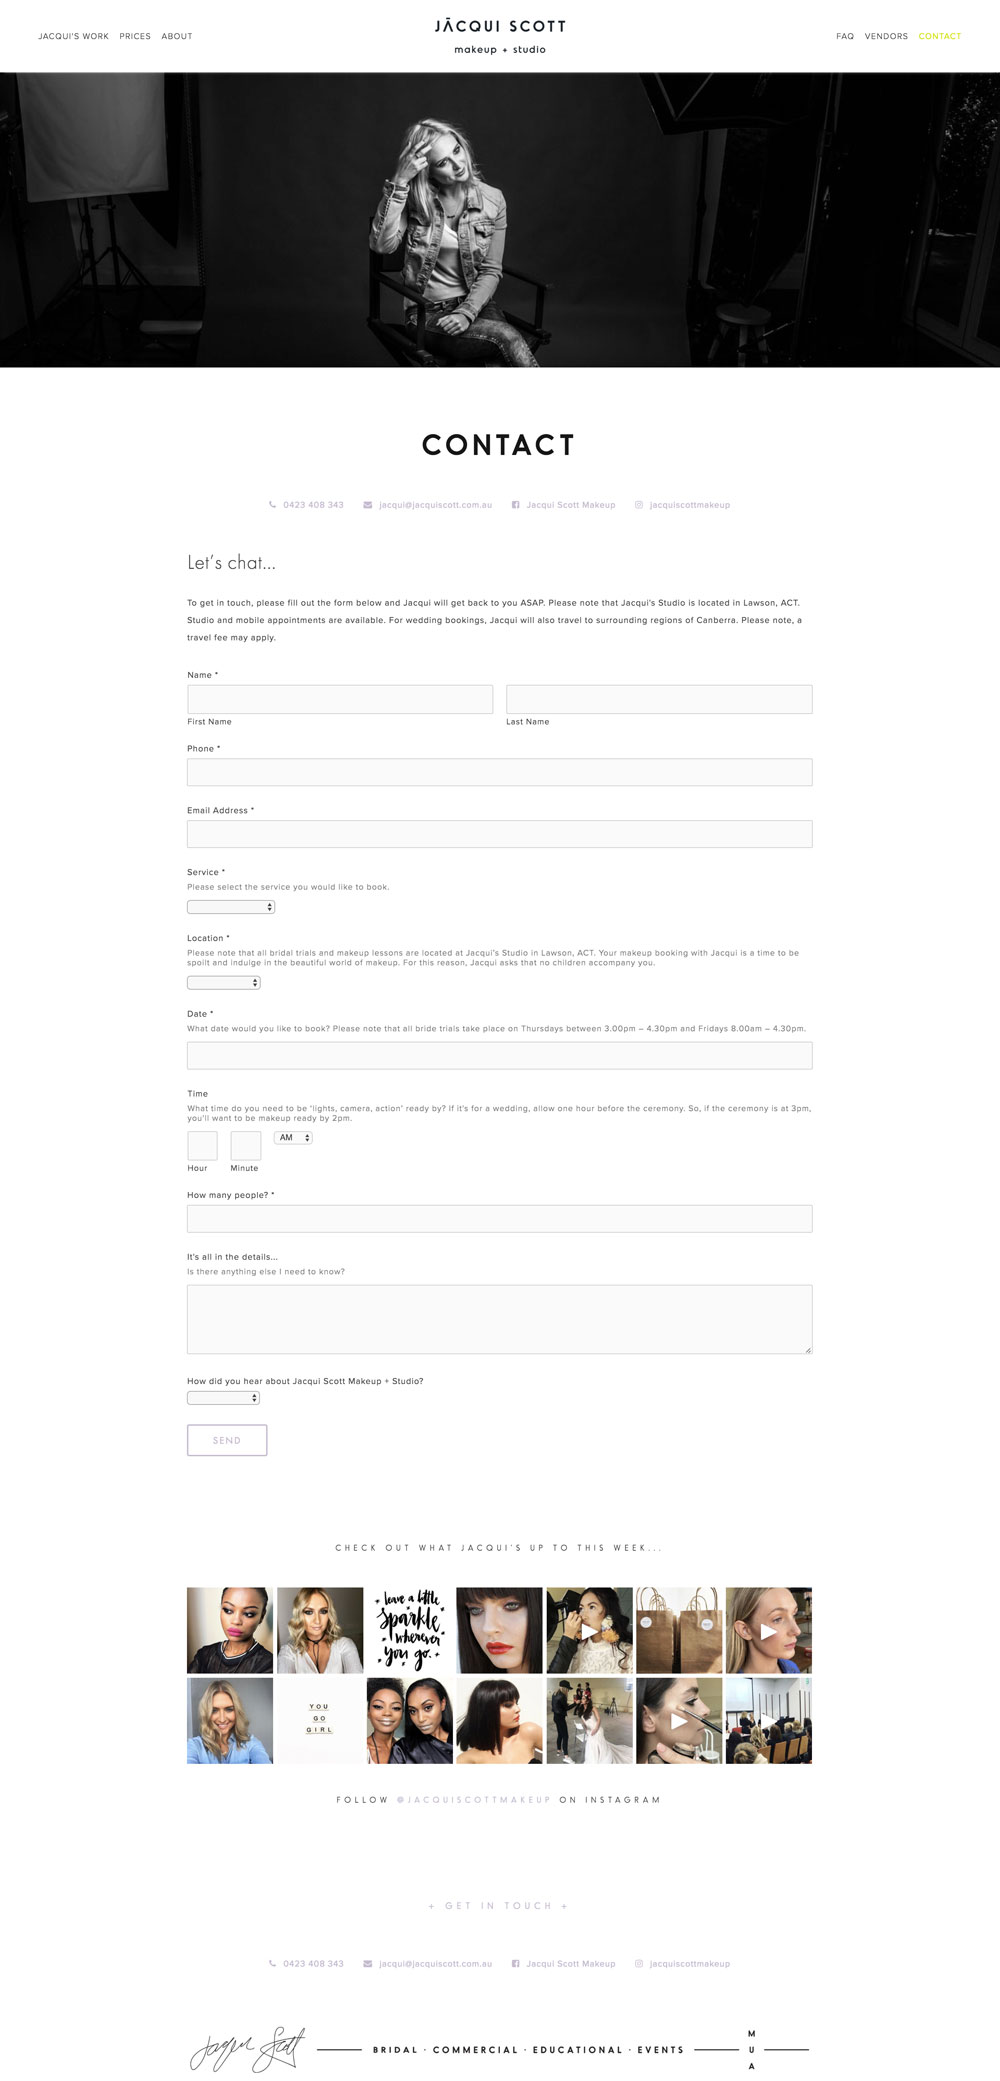 JACQUI'S WORK PRICES ABOUT
JĀCQUI SCOTT
makeup + studio
FAQ VENDORS CONTACT
CONTACT
0423 408 343 jacqui@jacquiscott.com.au Jacqui Scott Makeup jacquiscottmakeup
Let's chat...
To get in touch, please fill out the form below and Jacqui will get back to you ASAP. Please note that Jacqui's Studio is located in Lawson, ACT.
Studio and mobile appointments are available. For wedding bookings, Jacqui will also travel to surrounding regions of Canberra. Please note, a
travel fee may apply.
Name *
First Name Last Name
Phone *
Email Address *
Service *
Please select the service you would like to book.
Location *
Please note that all bridal trials and makeup lessons are located at Jacqui's Studio in Lawson, ACT. Your makeup booking with Jacqui is a time to be
spoilt and indulge in the beautiful world of makeup. For this reason, Jacqui asks that no children accompany you.
Date *
What date would you like to book? Please note that all bride trials take place on Thursdays between 3.00pm – 4.30pm and Fridays 8.00am – 4.30pm.
Time
What time do you need to be 'lights, camera, action' ready by? If it's for a wedding, allow one hour before the ceremony. So, if the ceremony is at 3pm,
you'll want to be makeup ready by 2pm.
AM
Hour Minute
How many people? *
It's all in the details...
Is there anything else I need to know?
How did you hear about Jacqui Scott Makeup + Studio?
SEND
CHECK OUT WHAT JACQUI'S UP TO THIS WEEK...
leave a little
sparkle
wherever
you go.
YOU
GO
GIRL
FOLLOW @JACQUISCOTTMAKEUP ON INSTAGRAM
+ GET IN TOUCH +
0423 408 343 jacqui@jacquiscott.com.au Jacqui Scott Makeup jacquiscottmakeup
Jacqui Scott
BRIDAL · COMMERCIAL · EDUCATIONAL · EVENTS
M
U
A